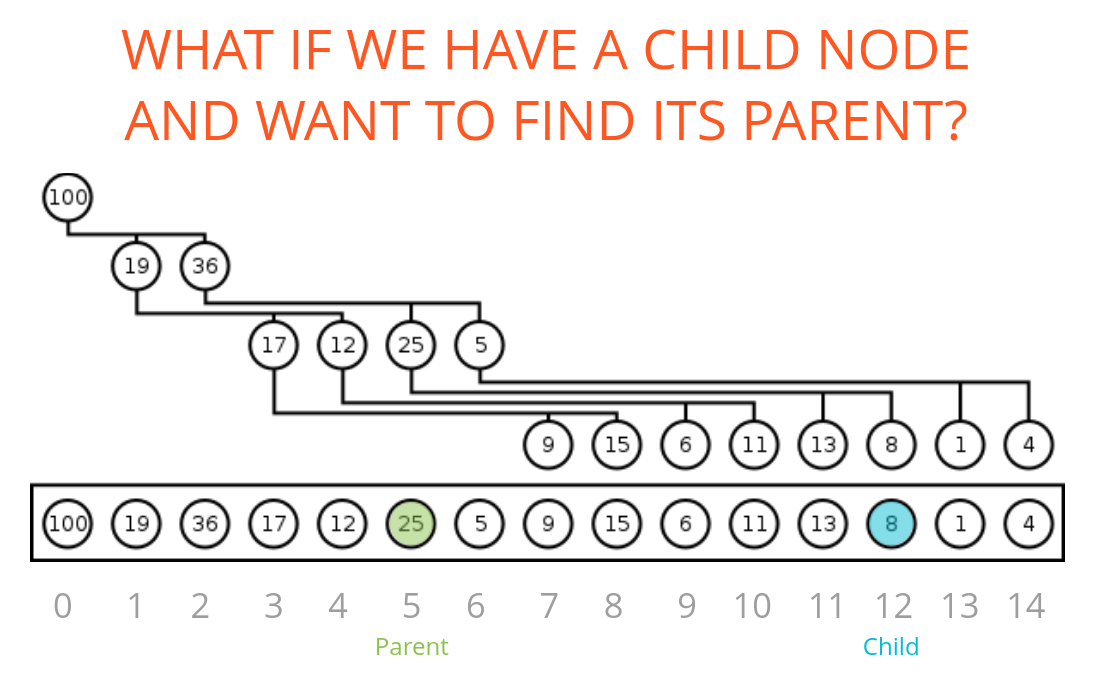 WHAT IF WE HAVE A CHILD NODE
AND WANT TO FIND ITS PARENT?
100
19 36
17 12 25 5
9 15 6 11 13 8 1 4
100 19 36 17 12 25 5 9 15 6 11 13 8 1 4
0 1 2 3 4 5 6 7 8 9 10 11 12 13 14
Parent Child